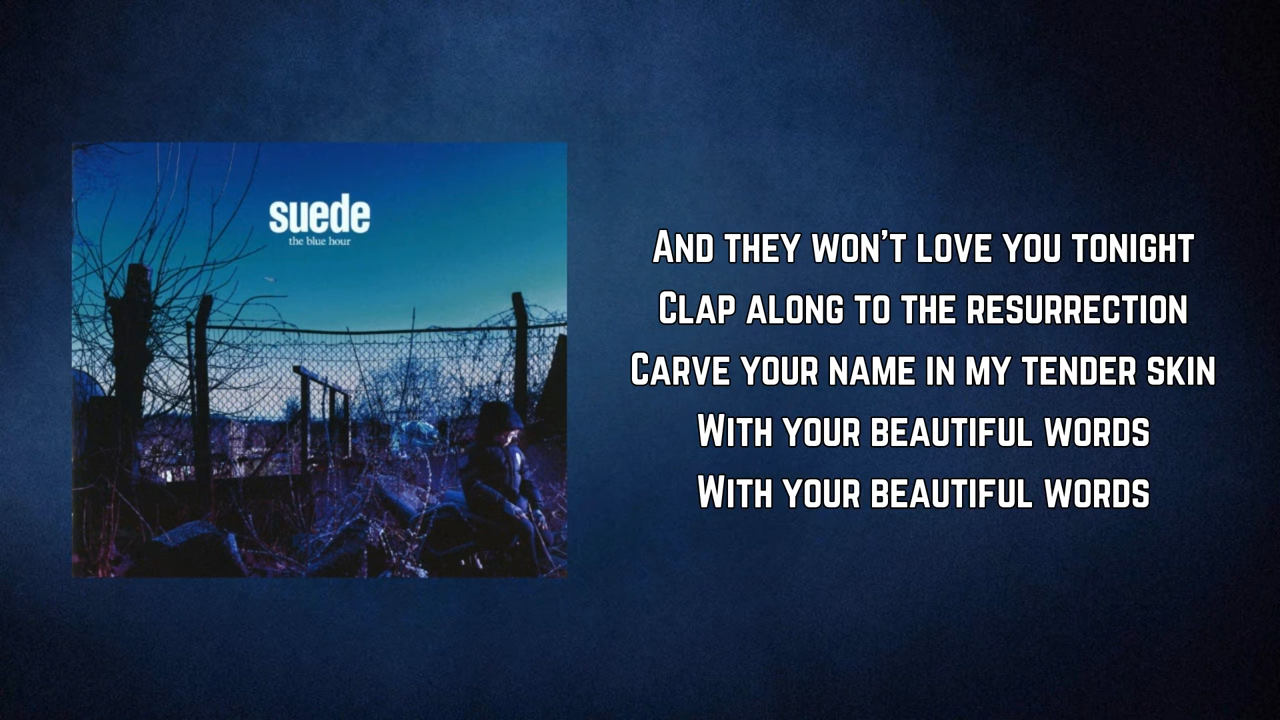 suede
the blue hour
And they won't love you tonight
Clap along to the resurrection
Carve your name in my tender skin
With your beautiful words
With your beautiful words